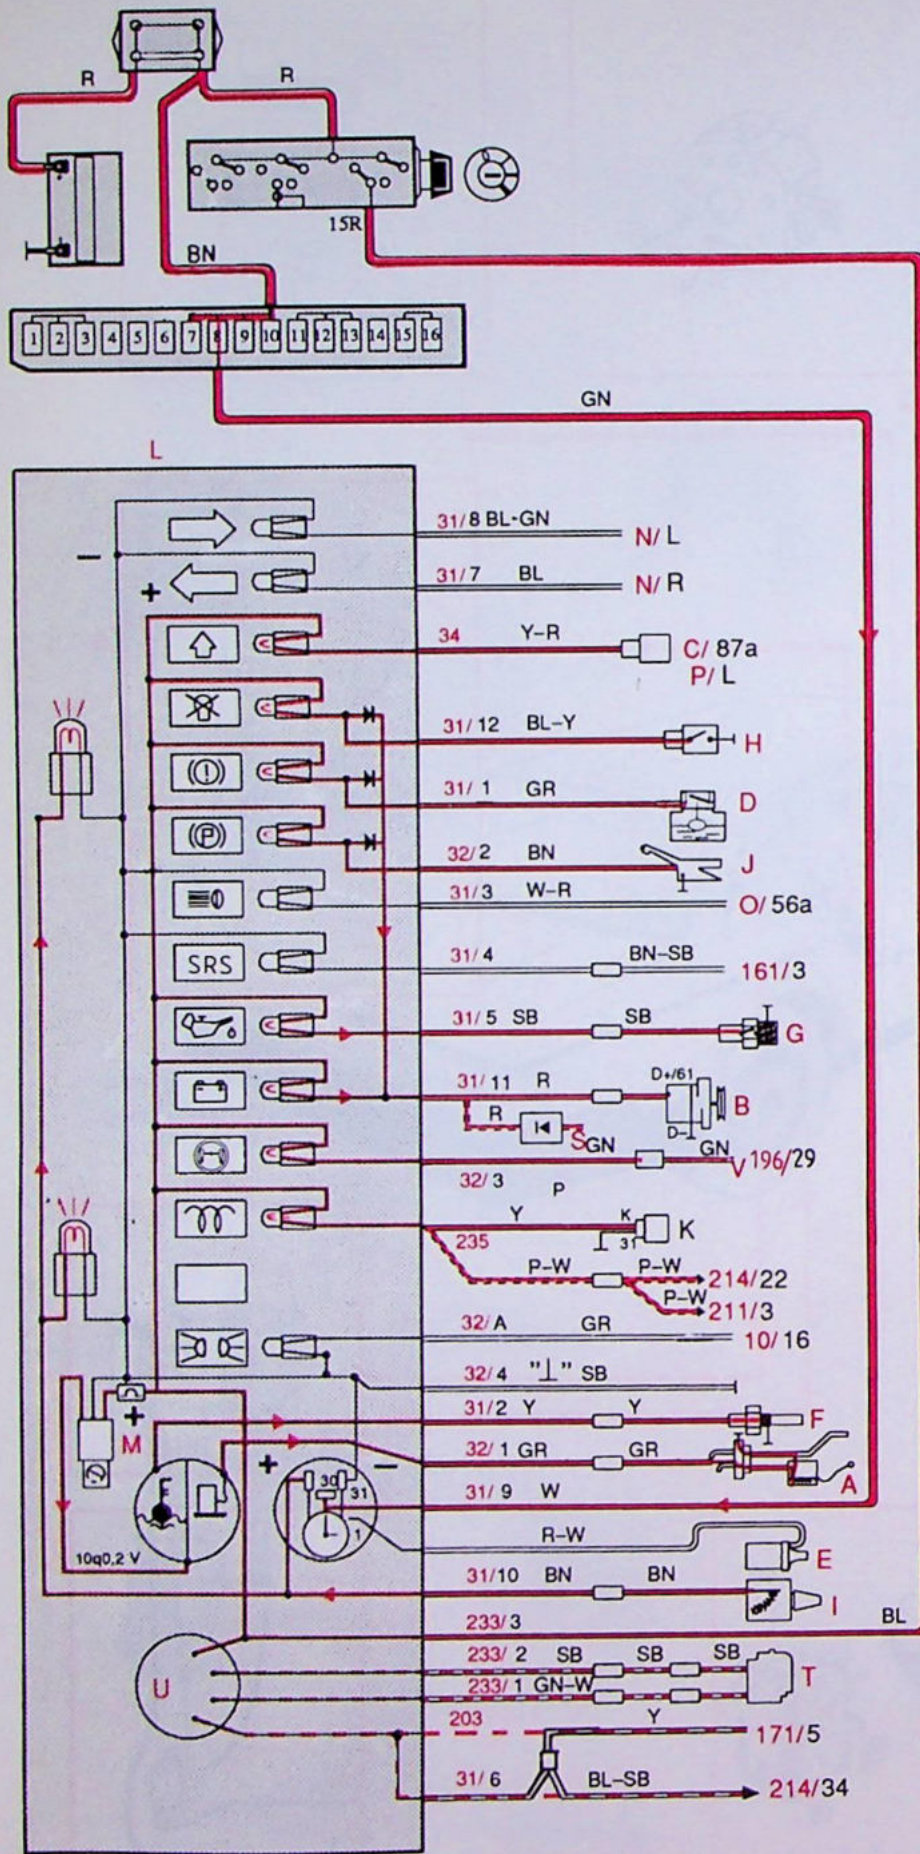 R R
15R
BN
1 2 3 4 5 6 7 8 9 10 11 12 13 14 15 16
GN
L
31/8 BL-GN N/L
−
31/7 BL N/R
+
34 Y-R C/87a
P/L
31/12 BL-Y H
(!) 31/1 GR D
(P) 32/2 BN J
31/3 W-R O/56a
SRS 31/4 BN-SB 161/3
31/5 SB SB G
31/11 R D+/61 B
R D-
S GN GN V 196/29
32/3 P
Y K K
235 31
P-W P-W 214/22
P-W 211/3
32/A GR 10/16
32/4 "⊥" SB
+ 31/2 Y Y F
M + − 32/1 GR GR A
30
31 31/9 W
1 R-W E
10q0,2 V
31/10 BN BN I
233/3 BL
233/2 SB SB SB T
U 233/1 GN-W
203 Y 171/5
31/6 BL-SB 214/34